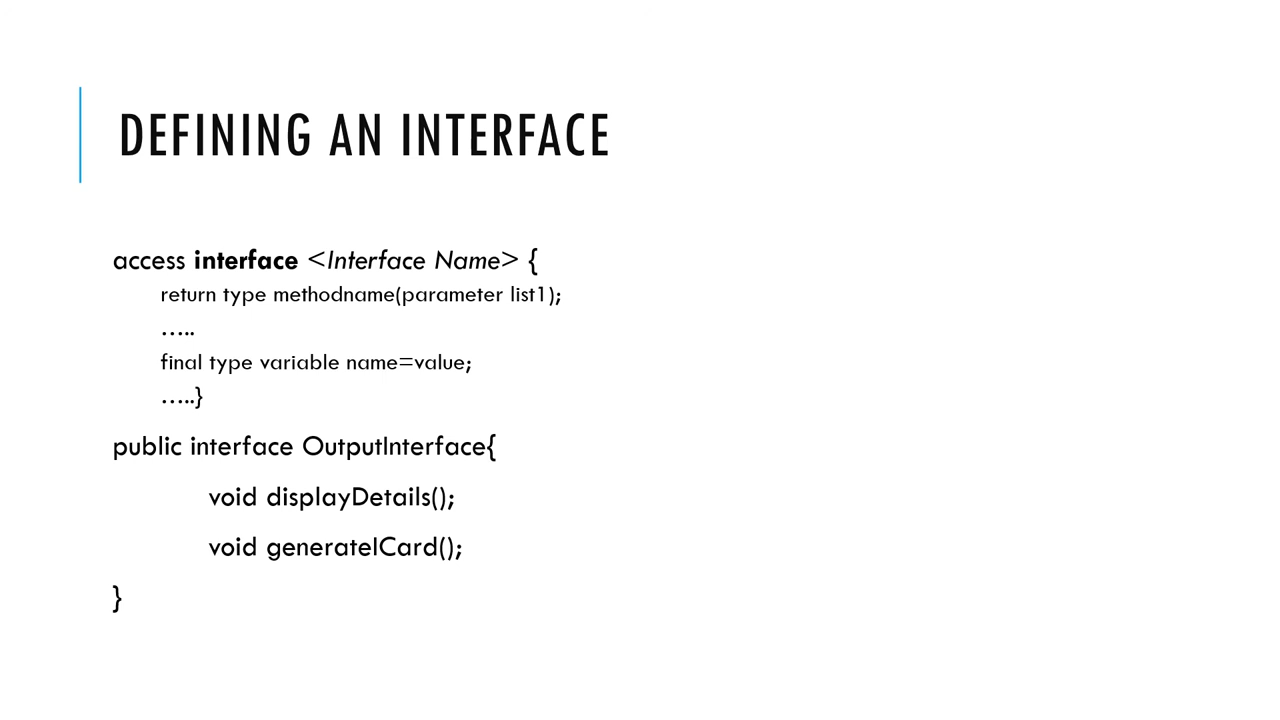 DEFINING AN INTERFACE
access interface <Interface Name> {
return type methodname(parameter list1);
…..
final type variable name=value;
…..}
public interface OutputInterface{
void displayDetails();
void generateICard();
}